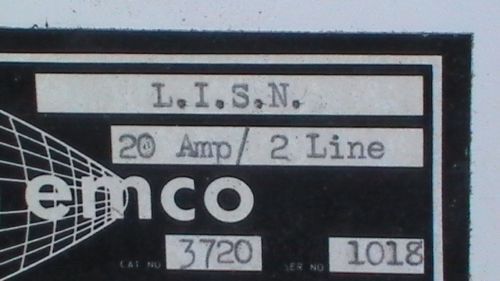 L.I.S.N.
20 Amp/ 2 Line
emco
CAT NO 3720 SER NO 1018